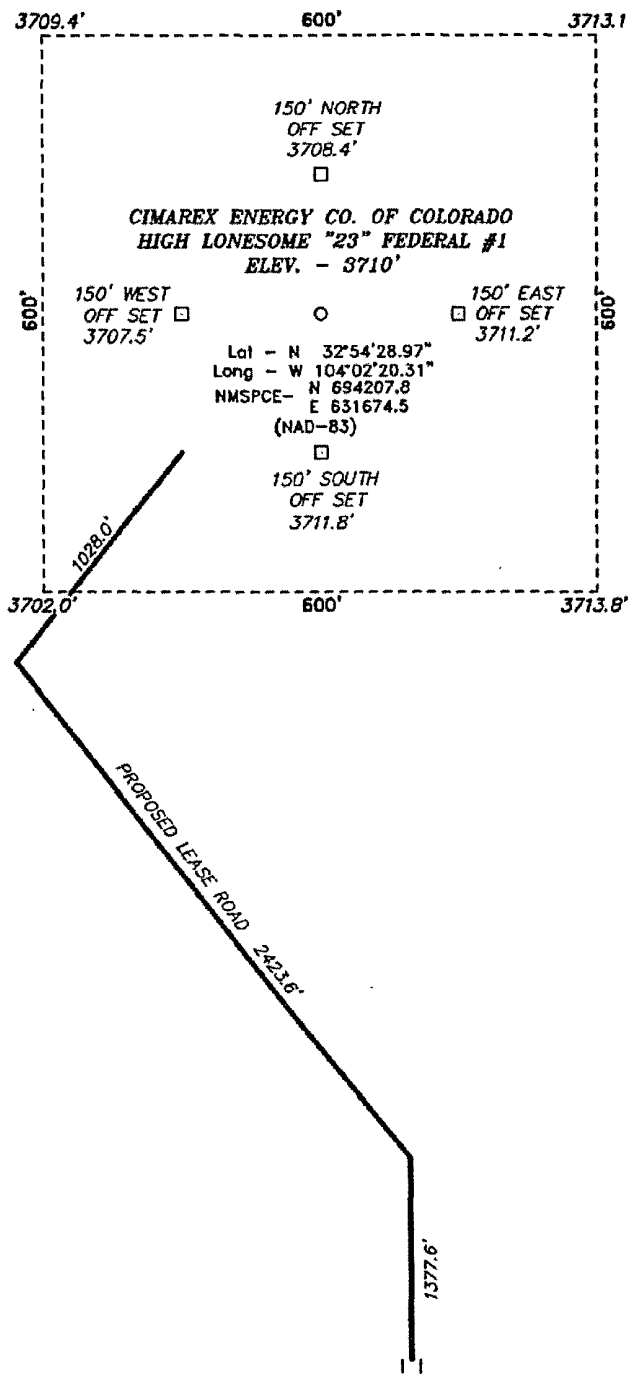 3709.4'
600'
3713.1
150' NORTH
OFF SET
3708.4'
CIMAREX ENERGY CO. OF COLORADO
HIGH LONESOME "23" FEDERAL #1
ELEV. - 3710'
600'
150' WEST
OFF SET
3707.5'
150' EAST
OFF SET
3711.2'
600'
Lat - N 32°54'28.97"
Long - W 104°02'20.31"
NMSPCE- N 694207.8
E 631674.5
(NAD-83)
150' SOUTH
OFF SET
3711.8'
1028.0'
3702.0'
600'
3713.8'
PROPOSED LEASE ROAD 2423.6'
1377.6'